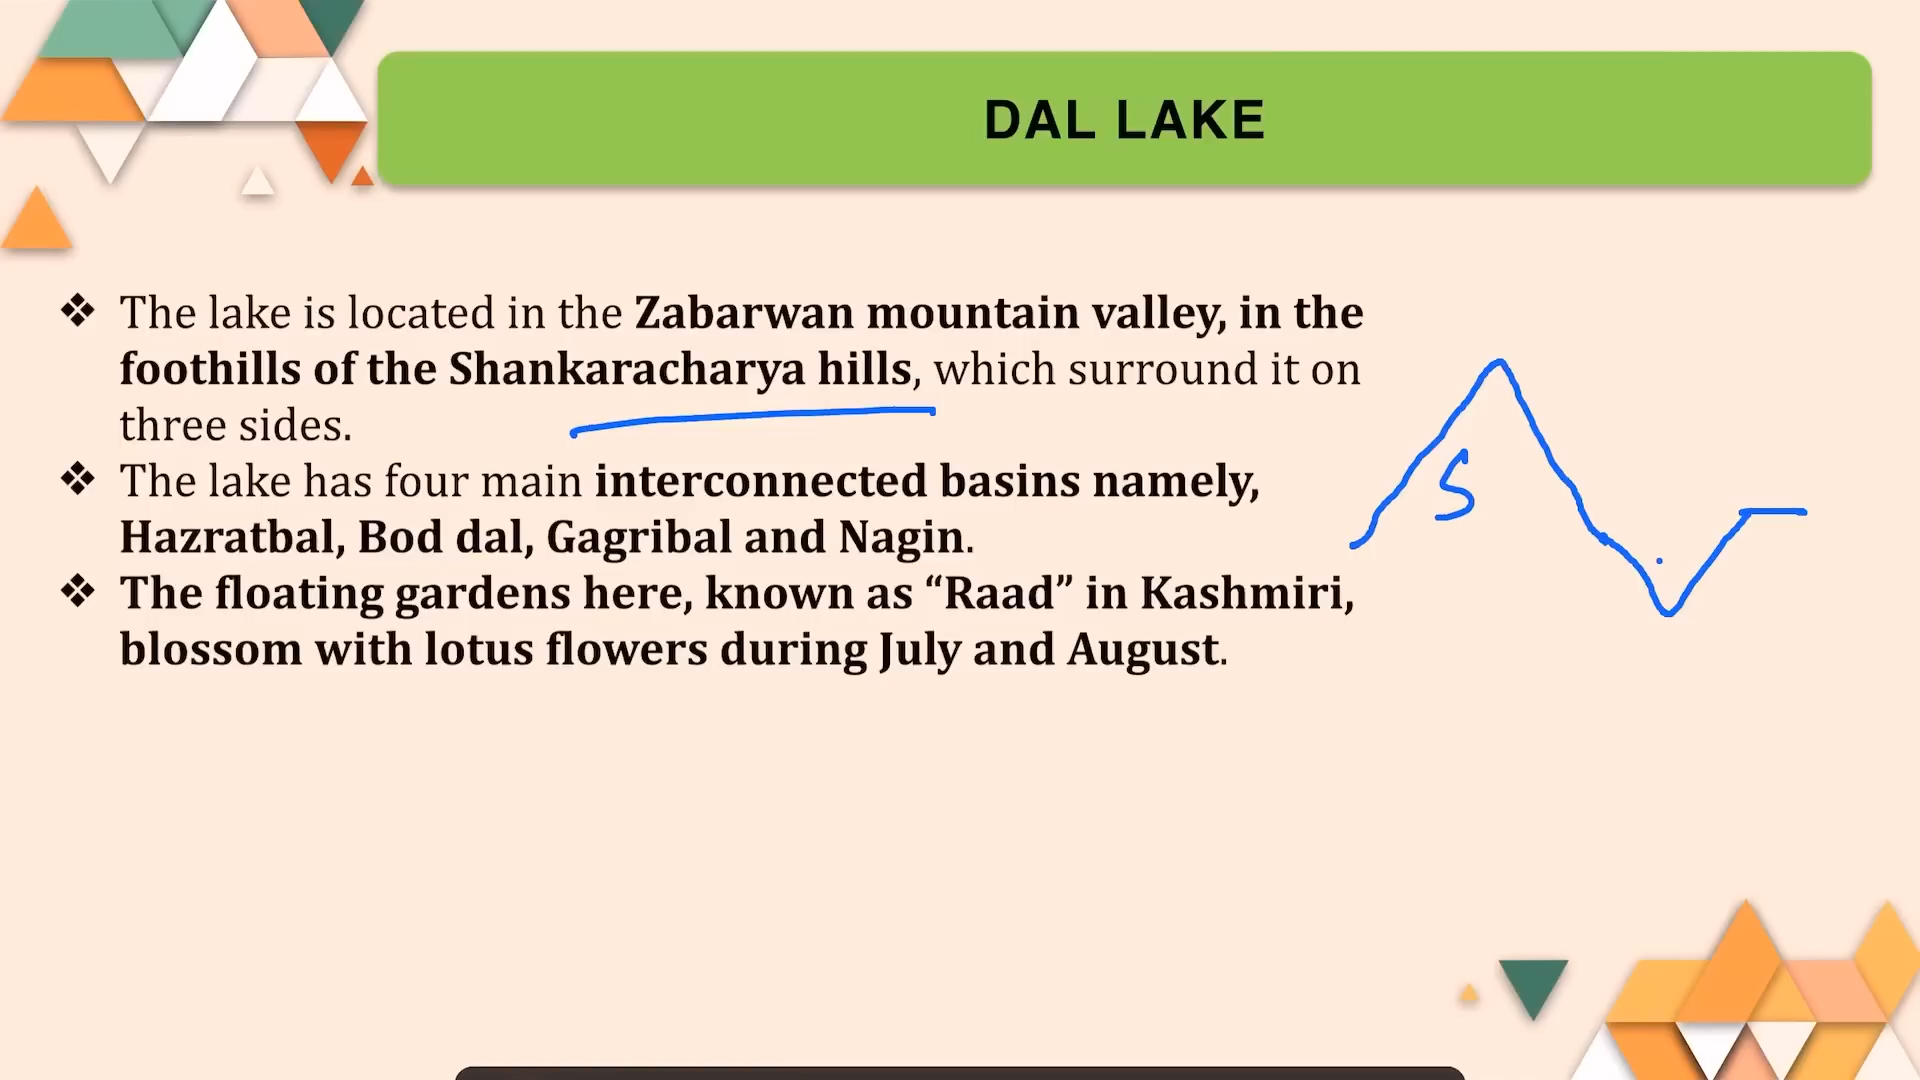 DAL LAKE
❖ The lake is located in the Zabarwan mountain valley, in the
foothills of the Shankaracharya hills, which surround it on
three sides.
❖ The lake has four main interconnected basins namely,
Hazratbal, Bod dal, Gagribal and Nagin.
❖ The floating gardens here, known as “Raad” in Kashmiri,
blossom with lotus flowers during July and August.
S